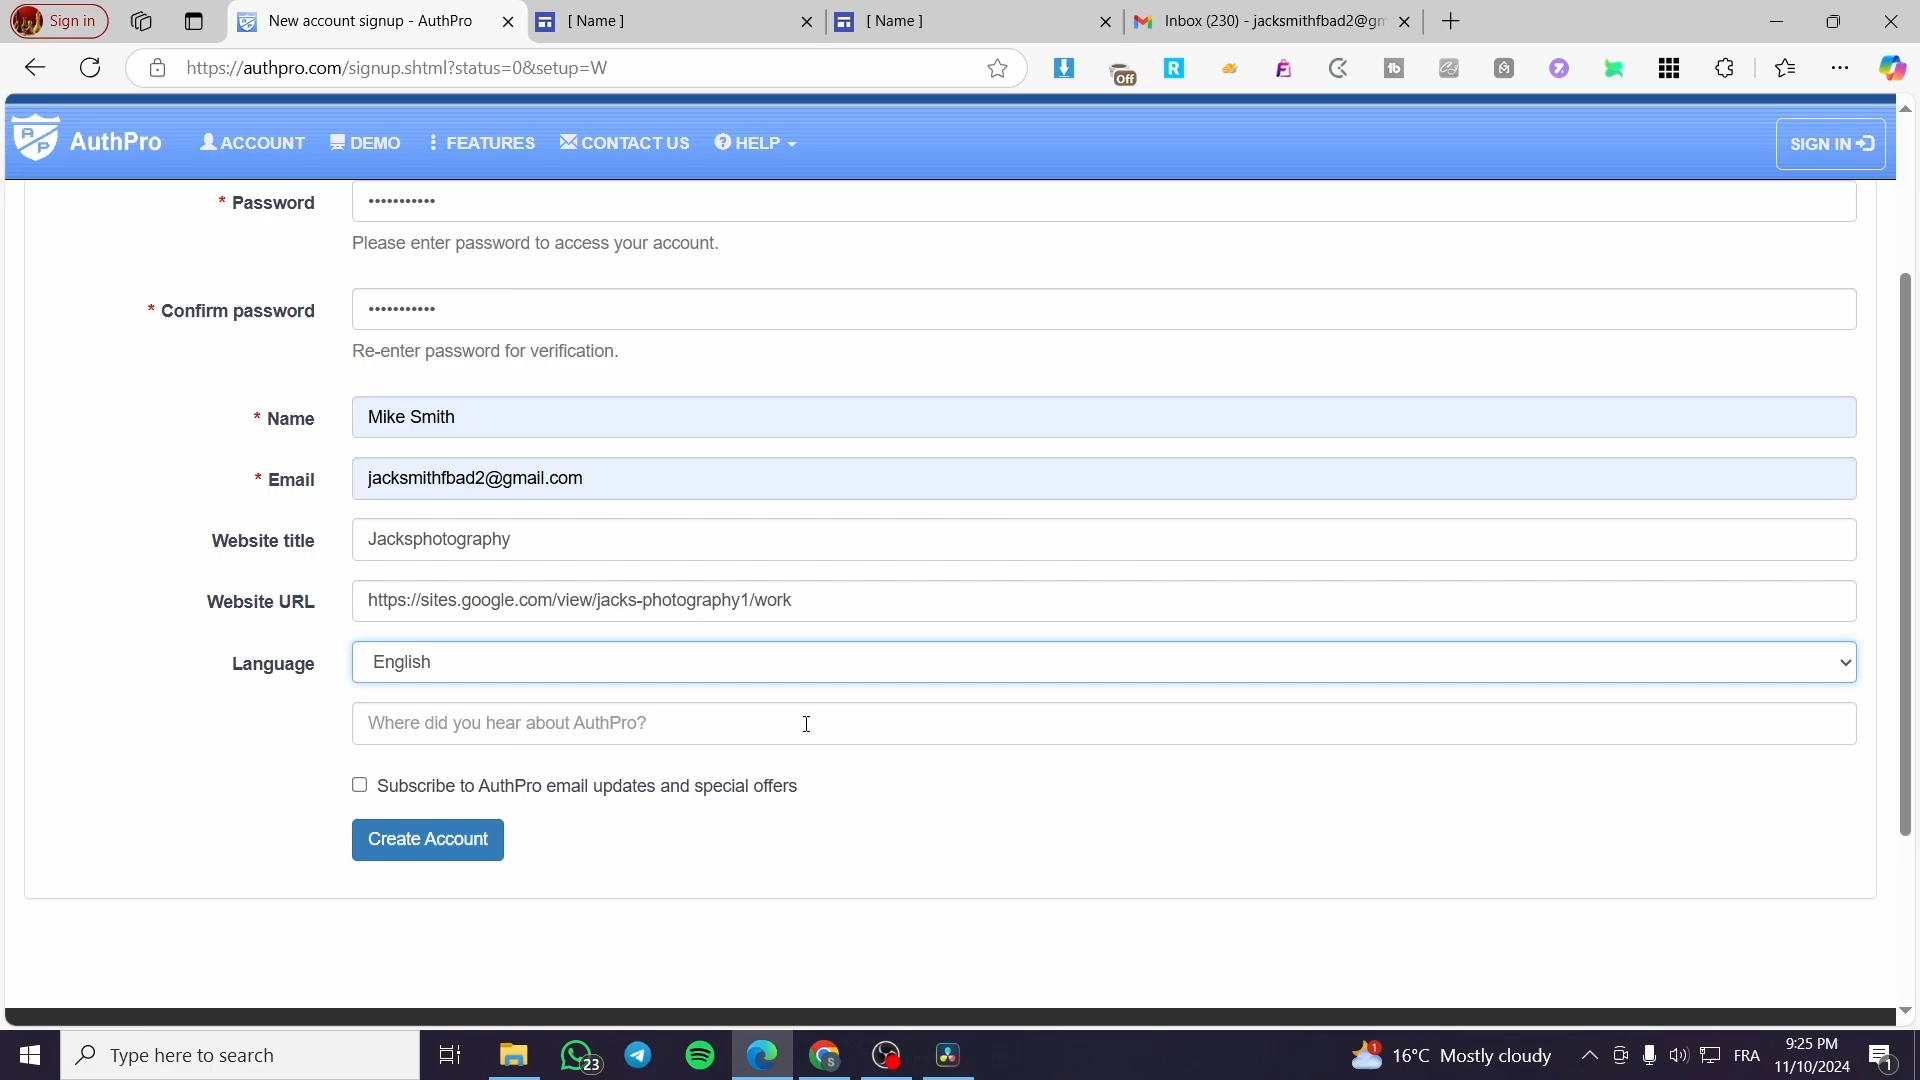 Sign in
New account signup - AuthPro
[ Name ]
[ Name ]
Inbox (230) - jacksmithfbad2@gm
https://authpro.com/signup.shtml?status=0&setup=W
Off
AuthPro
ACCOUNT
DEMO
FEATURES
CONTACT US
HELP
SIGN IN
* Password
•••••••••••
Please enter password to access your account.
* Confirm password
•••••••••••
Re-enter password for verification.
* Name
Mike Smith
* Email
jacksmithfbad2@gmail.com
Website title
Jacksphotography
Website URL
https://sites.google.com/view/jacks-photography1/work
Language
English
Where did you hear about AuthPro?
Subscribe to AuthPro email updates and special offers
Create Account
Type here to search
23
1
16°C Mostly cloudy
FRA
9:25 PM
11/10/2024
1